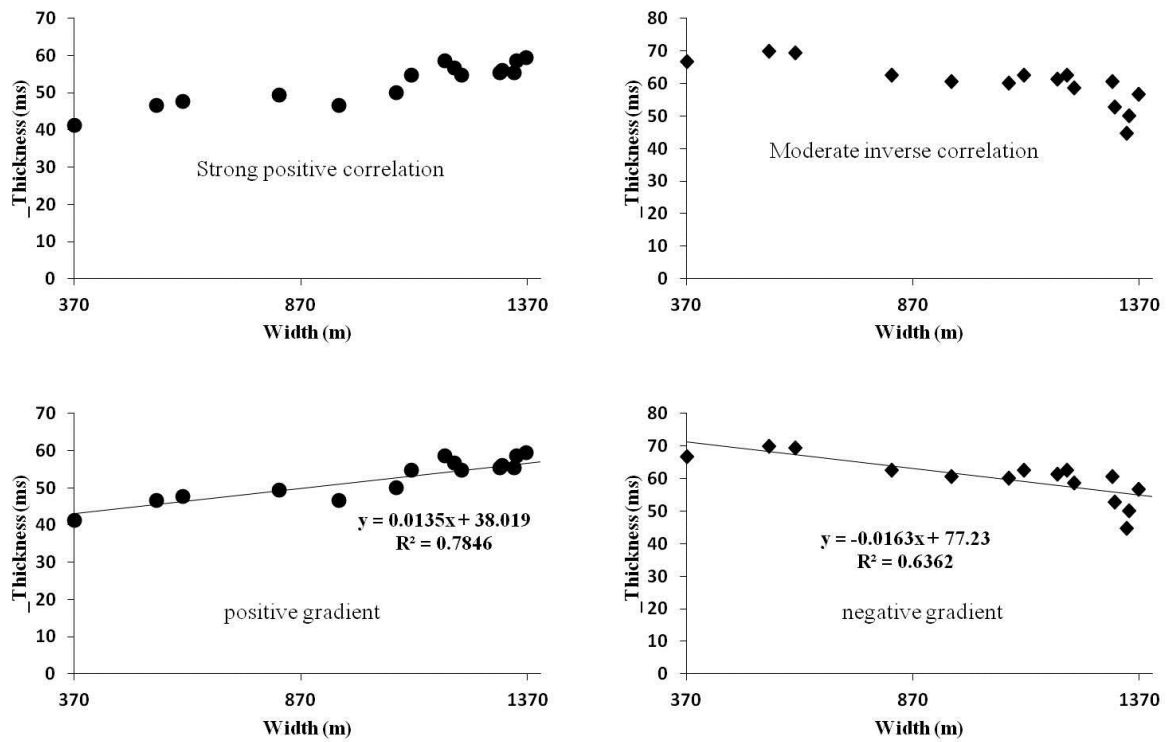 70
60
50
40
30
20
10
0
_Thickness (ms)
Strong positive correlation
370 870 1370
Width (m)
80
70
60
50
40
30
20
10
0
_Thickness (ms)
Moderate inverse correlation
370 870 1370
Width (m)
70
60
50
40
30
20
10
0
_Thickness (ms)
y = 0.0135x + 38.019
R² = 0.7846
positive gradient
370 870 1370
Width (m)
80
70
60
50
40
30
20
10
0
_Thickness (ms)
y = -0.0163x + 77.23
R² = 0.6362
negative gradient
370 870 1370
Width (m)